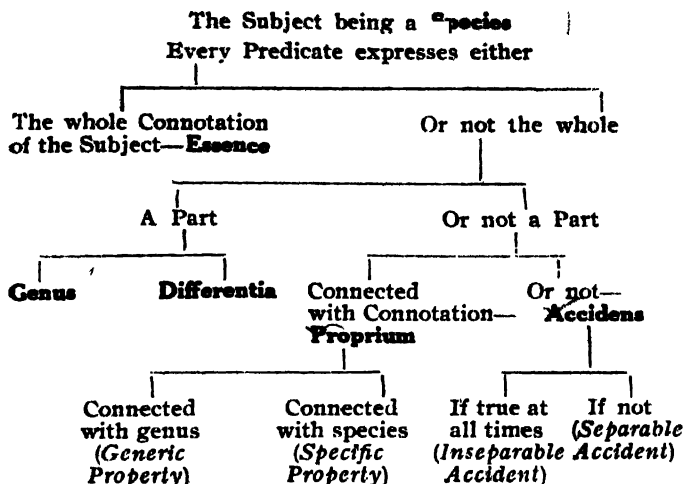 The Subject being a Species
Every Predicate expresses either
The whole Connotation
of the Subject—Essence
Or not the whole
A Part
Or not a Part
Genus
Differentia
Connected
with Connotation—
Proprium
Or not—
Accidens
Connected
with genus
(Generic
Property)
Connected
with species
(Specific
Property)
If true at
all times
(Inseparable
Accident)
If not
(Separable
Accident)